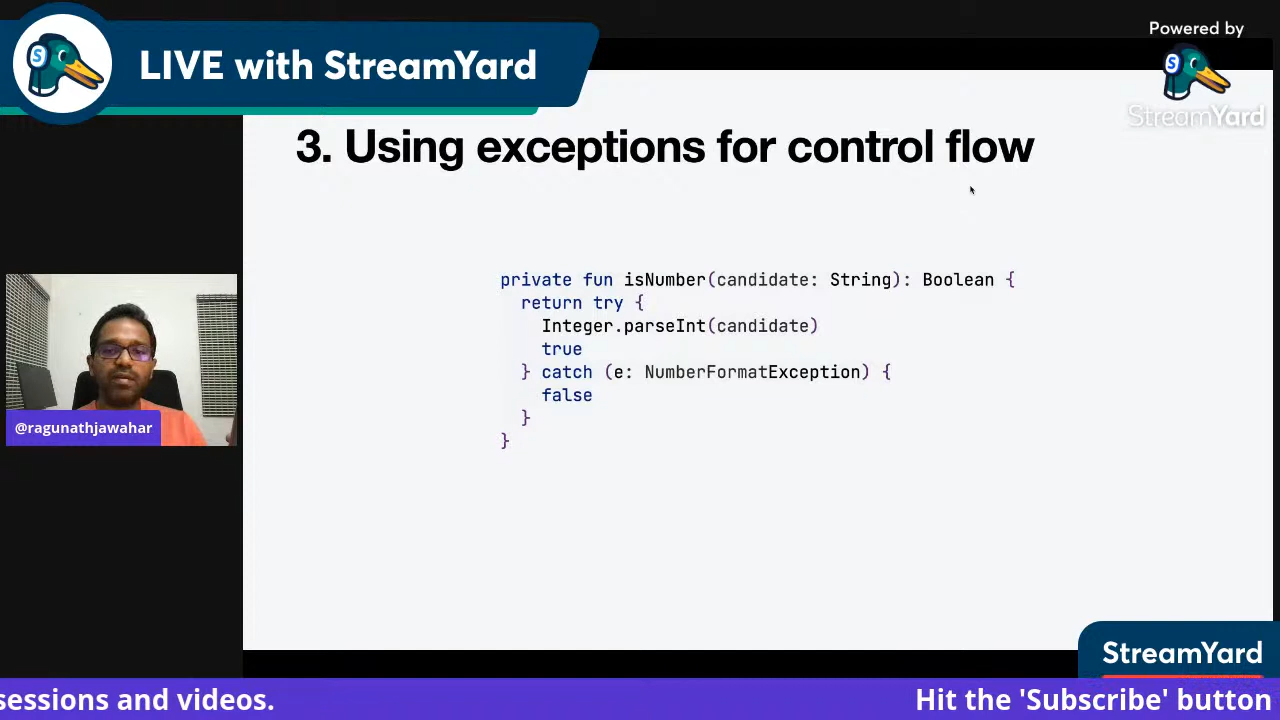 LIVE with StreamYard
Powered by
StreamYard
3. Using exceptions for control flow
private fun isNumber(candidate: String): Boolean {
return try {
Integer.parseInt(candidate)
true
} catch (e: NumberFormatException) {
false
}
}
@ragunathjawahar
StreamYard
sessions and videos.
Hit the 'Subscribe' button